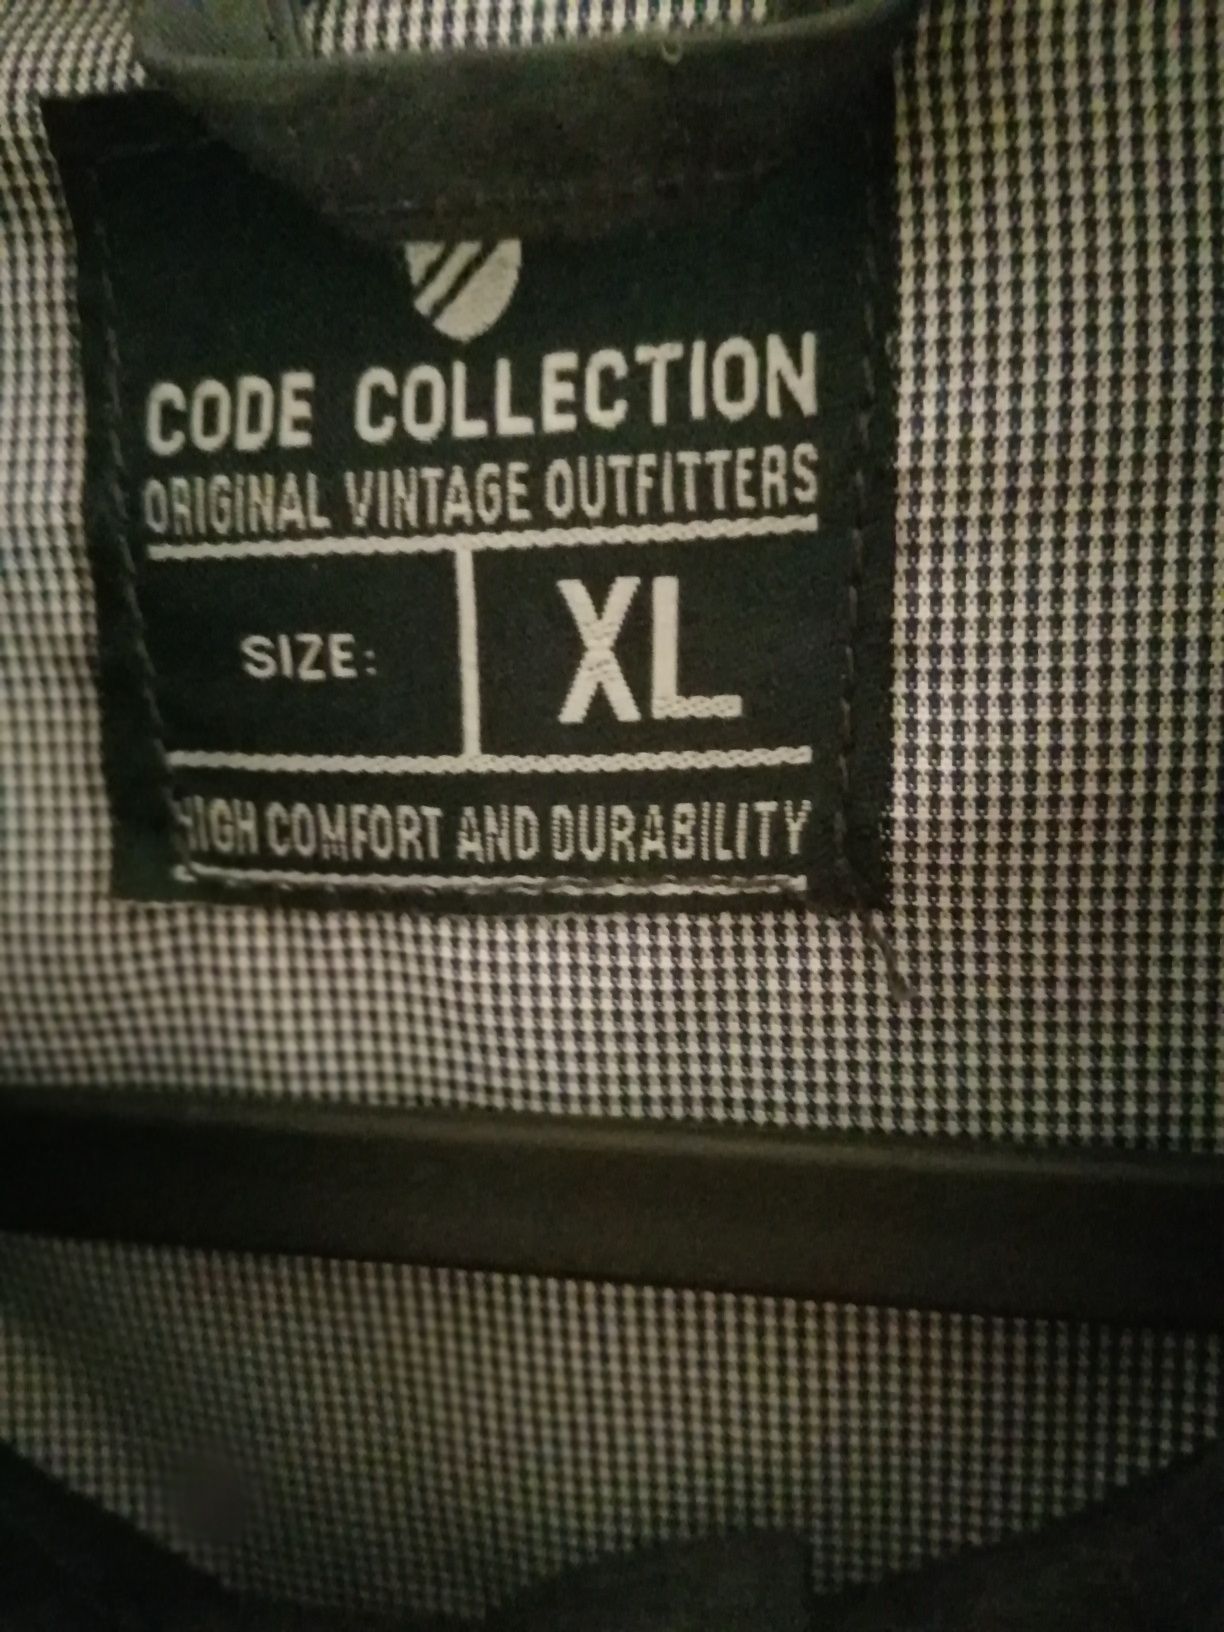 CODE COLLECTION
ORIGINAL VINTAGE OUTFITTERS
SIZE: XL
HIGH COMFORT AND DURABILITY